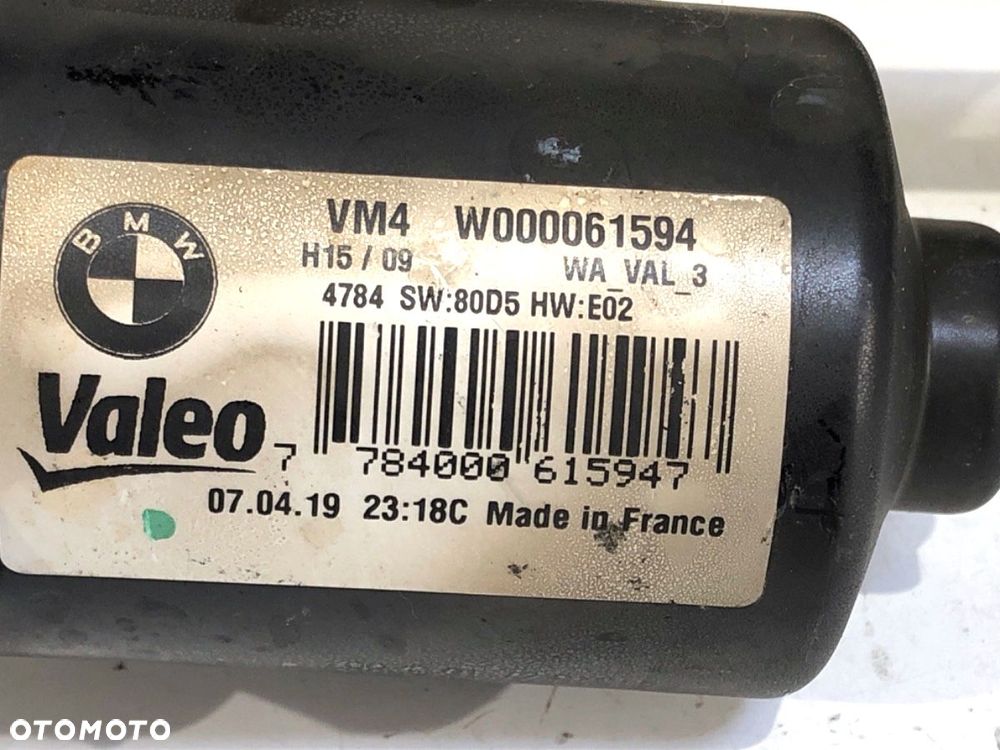 BMW
VM4 W000061594
H15 / 09 WA_VAL_3
4784 SW:80D5 HW:E02
Valeo
7 784000 615947
07.04.19 23:18C Made in France
OTOMOTO